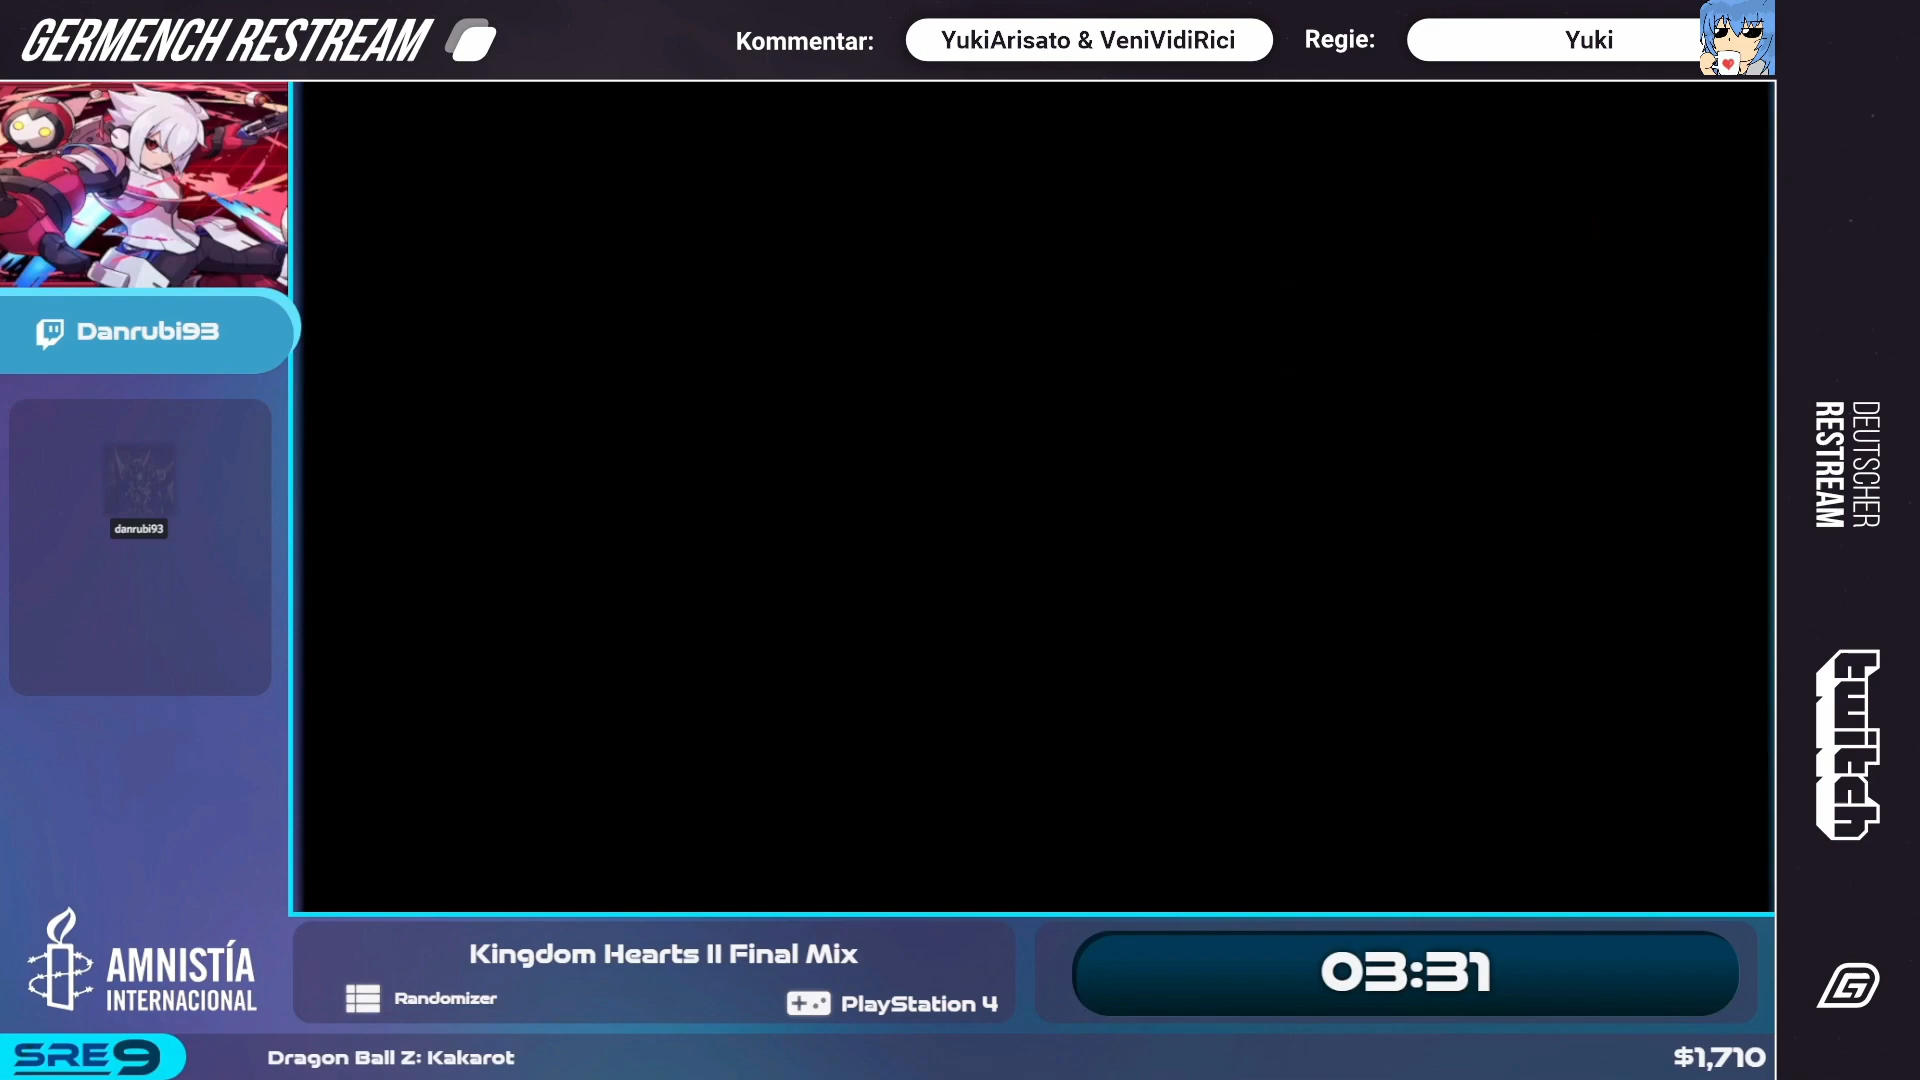 GERMENCH RESTREAM
Kommentar:
YukiArisato & VeniVidiRici
Regie:
Yuki
Danrubi93
danrubi93
DEUTSCHER
RESTREAM
twitch
AMNISTÍA
INTERNACIONAL
Kingdom Hearts II Final Mix
Randomizer
PlayStation 4
03:31
SRE9
Dragon Ball Z: Kakarot
$1,710